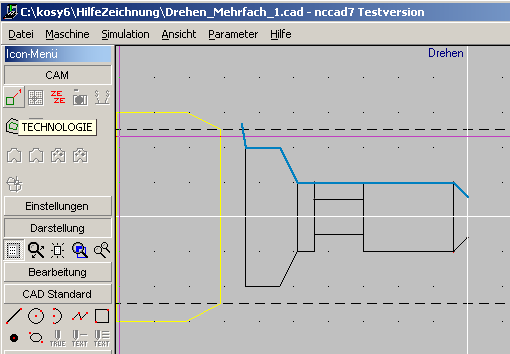 C:\kosy6\HilfeZeichnung\Drehen_Mehrfach_1.cad - nccad7 Testversion
Datei Maschine Simulation Ansicht Parameter Hilfe
Icon-Menü
Drehen
CAM
ZE
ZE
TECHNOLOGIE
Einstellungen
Darstellung
Bearbeitung
CAD Standard
TRUE TEXT TEXT